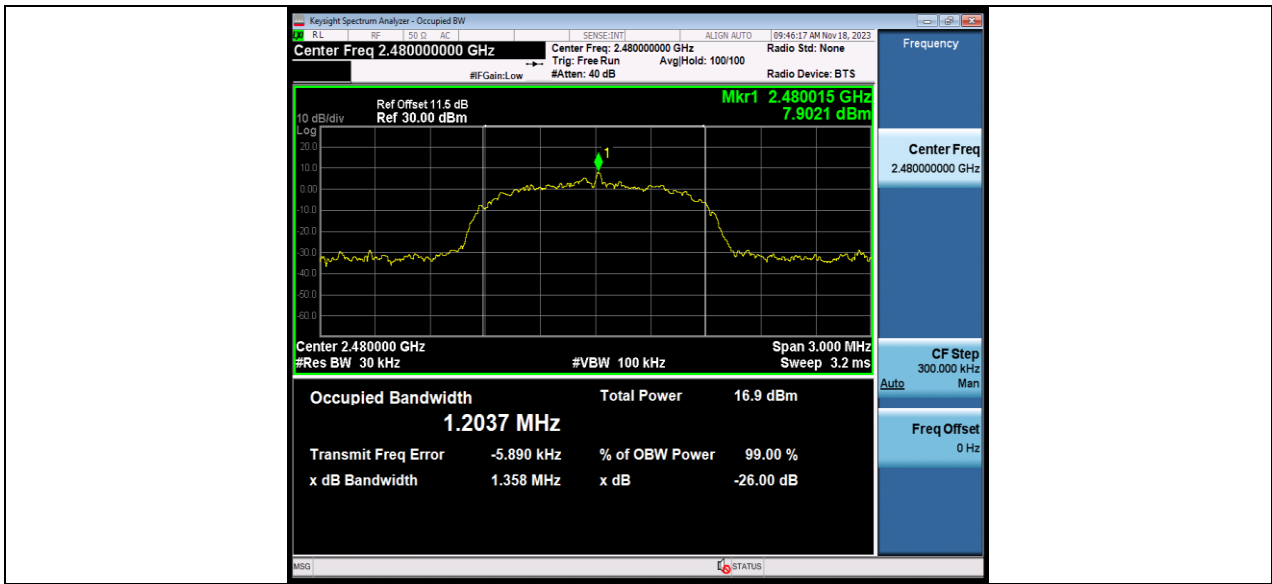 Keysight Spectrum Analyzer - Occupied BW
RL RF 50 Ω AC SENSE:INT ALIGN AUTO 09:46:17 AM Nov 18, 2023
Center Freq 2.480000000 GHz
Center Freq: 2.480000000 GHz Radio Std: None
Trig: Free Run Avg|Hold: 100/100
#IFGain:Low #Atten: 40 dB Radio Device: BTS
Mkr1 2.480015 GHz
7.9021 dBm
Ref Offset 11.5 dB
10 dB/div Ref 30.00 dBm
Log
20.0
10.0
0.00
-10.0
-20.0
-30.0
-40.0
-50.0
-60.0
1
Center 2.480000 GHz Span 3.000 MHz
#Res BW 30 kHz #VBW 100 kHz Sweep 3.2 ms
Occupied Bandwidth Total Power 16.9 dBm
1.2037 MHz
Transmit Freq Error -5.890 kHz % of OBW Power 99.00 %
x dB Bandwidth 1.358 MHz x dB -26.00 dB
Frequency
Center Freq
2.480000000 GHz
CF Step
300.000 kHz
Auto Man
Freq Offset
0 Hz
MSG STATUS